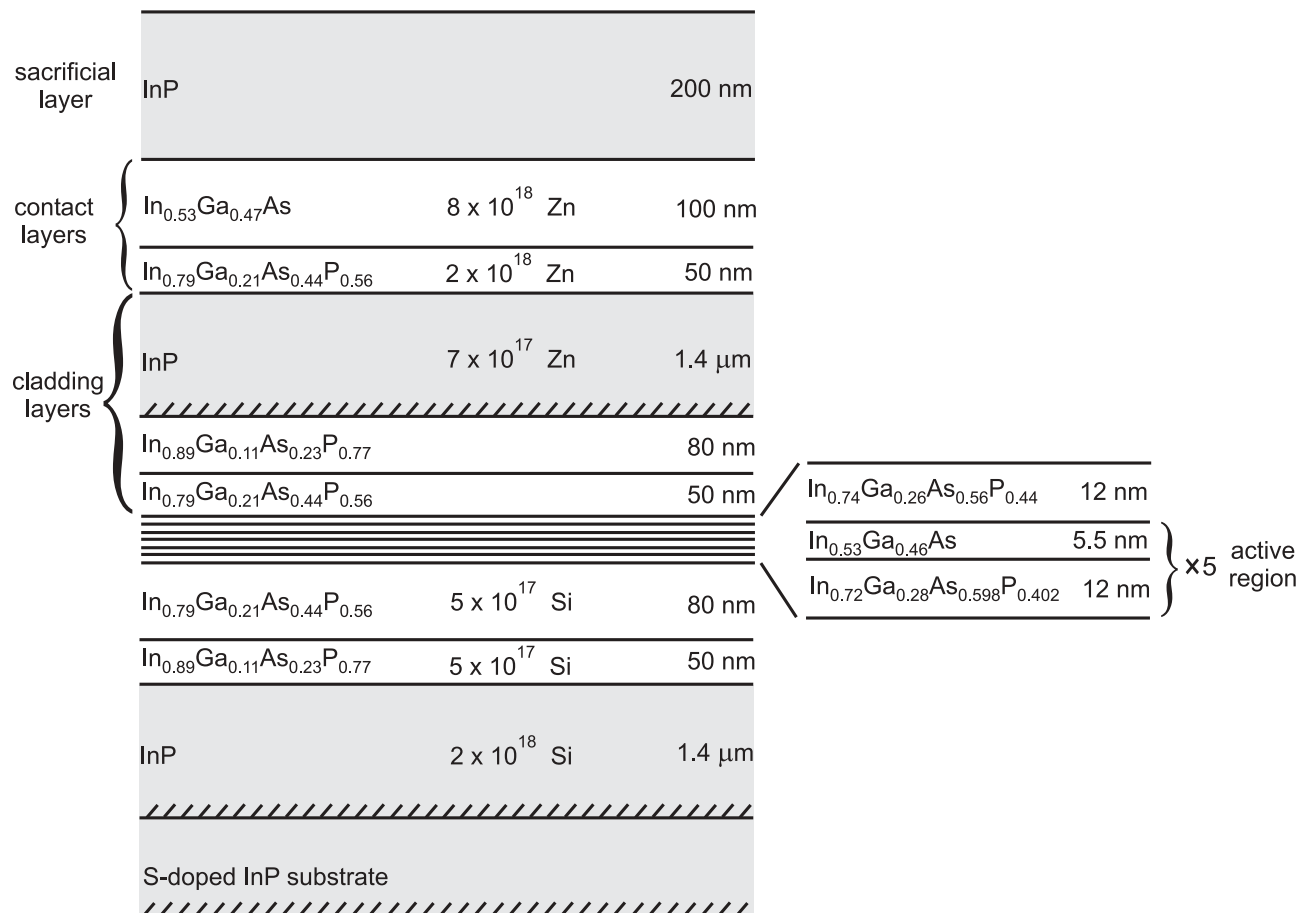 sacrificial
layer
InP 200 nm
contact
layers
In0.53Ga0.47As 8 x 10^18 Zn 100 nm
In0.79Ga0.21As0.44P0.56 2 x 10^18 Zn 50 nm
cladding
layers
InP 7 x 10^17 Zn 1.4 μm
In0.89Ga0.11As0.23P0.77 80 nm
In0.79Ga0.21As0.44P0.56 50 nm
In0.74Ga0.26As0.56P0.44 12 nm
In0.53Ga0.46As 5.5 nm
In0.72Ga0.28As0.598P0.402 12 nm
×5 active
region
In0.79Ga0.21As0.44P0.56 5 x 10^17 Si 80 nm
In0.89Ga0.11As0.23P0.77 5 x 10^17 Si 50 nm
InP 2 x 10^18 Si 1.4 μm
S-doped InP substrate